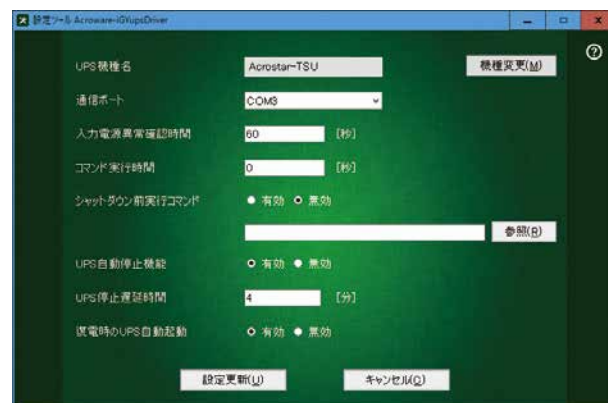 設定ツール Acroware-iGYupsDriver
UPS機種名 Acrostar-TSU 機種変更(M)
通信ポート COM3
入力電源異常確認時間 60 [秒]
コマンド実行時間 0 [秒]
シャットダウン前実行コマンド 有効 無効
参照(R)
UPS自動停止機能 有効 無効
UPS停止遅延時間 4 [分]
復電時のUPS自動起動 有効 無効
設定更新(U) キャンセル(C)